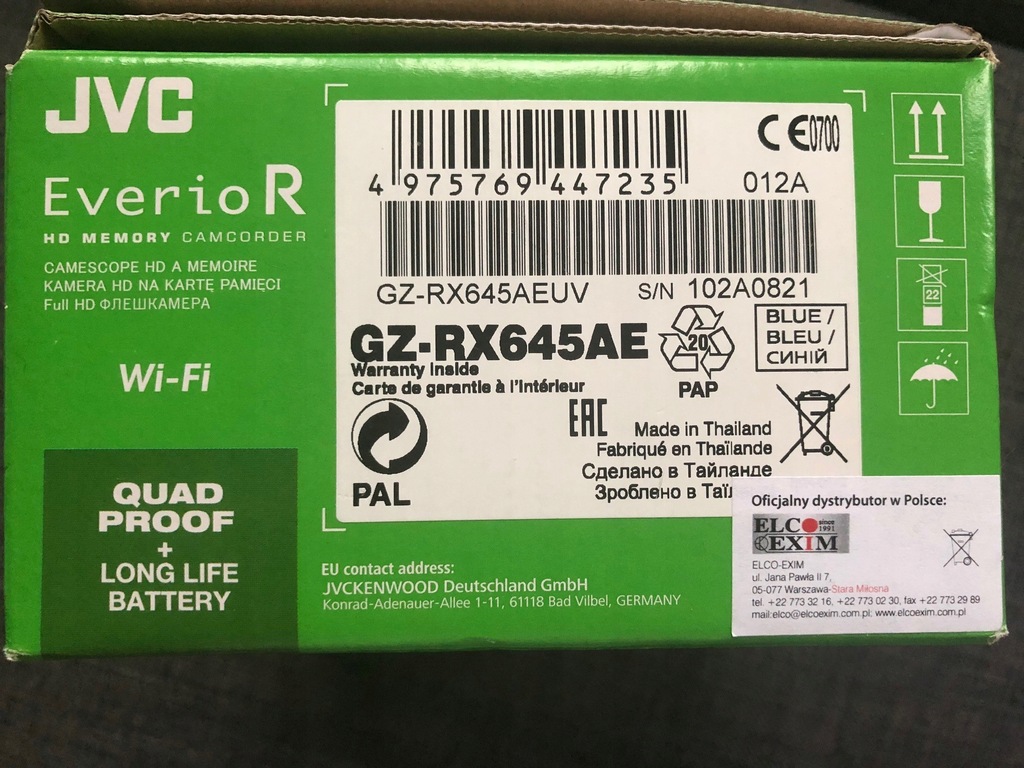 JVC
Everio R
HD MEMORY CAMCORDER
CAMESCOPE HD A MEMOIRE
KAMERA HD NA KARTĘ PAMIĘCI
Full HD ФЛЕШКАМЕРА
Wi-Fi
QUAD
PROOF
+
LONG LIFE
BATTERY
CE0700
4 975769 447235
012A
GZ-RX645AEUV S/N 102A0821
GZ-RX645AE
Warranty Inside
Carte de garantie à l'intérieur
20
PAP
BLUE /
BLEU /
СИНІЙ
PAL
EAC
Made in Thailand
Fabriqué en Thaïlande
Сделано в Тайланде
Зроблено в
22
EU contact address:
JVCKENWOOD Deutschland GmbH
Konrad-Adenauer-Allee 1-11, 61118 Bad Vilbel, GERMANY
Oficjalny dystrybutor w Polsce:
ELCO since 1991
EXIM
ELCO-EXIM
ul. Jana Pawła II 7,
05-077 Warszawa-Stara Miłosna
tel. +22 773 32 16, +22 773 02 30, fax +22 773 29 89
mail:elco@elcoexim.com.pl; www.elcoexim.com.pl